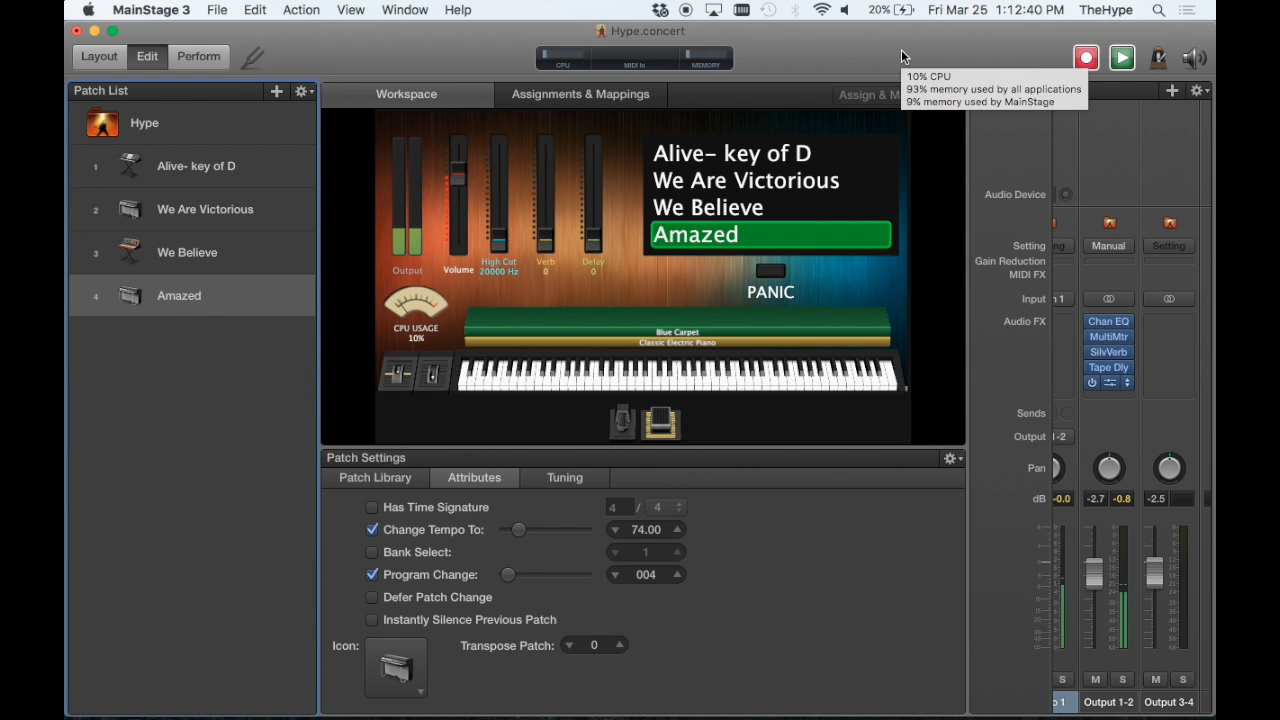 MainStage 3 File Edit Action View Window Help 20% Fri Mar 25 1:12:40 PM TheHype
Hype.concert
Layout Edit Perform
CPU MIDI In MEMORY
10% CPU
93% memory used by all applications
9% memory used by MainStage
Patch List
Workspace Assignments & Mappings Assign & M
Hype
1 Alive- key of D
2 We Are Victorious
3 We Believe
4 Amazed
Alive- key of D
We Are Victorious
We Believe
Amazed
Output
Volume
High Cut
20000 Hz
Verb
0
Delay
0
PANIC
CPU USAGE
10%
Blue Carpet
Classic Electric Piano
Audio Device
Setting ng Manual Setting
Gain Reduction
MIDI FX
Input n 1
Audio FX Chan EQ
MultiMtr
SilvVerb
Tape Dly
Sends
Output 1-2
Pan
dB -0.0 -2.7 -0.8 -2.5
S M S M S
o 1 Output 1-2 Output 3-4
Patch Settings
Patch Library Attributes Tuning
Has Time Signature 4 / 4
Change Tempo To: 74.00
Bank Select: 1
Program Change: 004
Defer Patch Change
Instantly Silence Previous Patch
Icon: Transpose Patch: 0